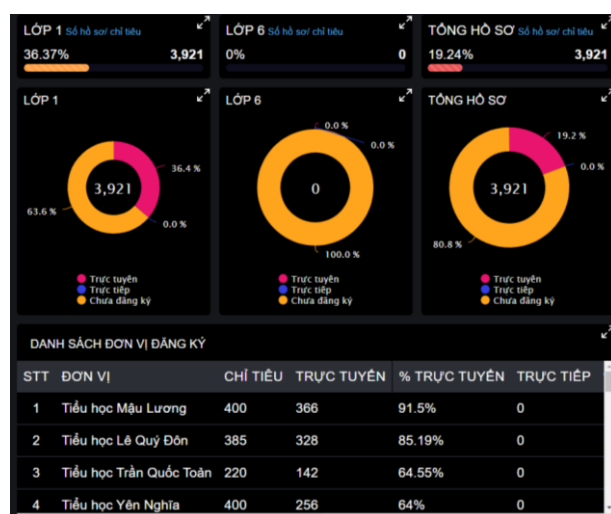 LỚP 1 Số hồ sơ/ chỉ tiêu
36.37% 3,921
LỚP 6 Số hồ sơ/ chỉ tiêu
0% 0
TỔNG HỒ SƠ Số hồ sơ/ chỉ tiêu
19.24% 3,921
LỚP 1
36.4 %
3,921
63.6 %
0.0 %
Trực tuyến
Trực tiếp
Chưa đăng ký
LỚP 6
0.0 %
0.0 %
0
100.0 %
Trực tuyến
Trực tiếp
Chưa đăng ký
TỔNG HỒ SƠ
19.2 %
0.0 %
3,921
80.8 %
Trực tuyến
Trực tiếp
Chưa đăng ký
DANH SÁCH ĐƠN VỊ ĐĂNG KÝ
STT ĐƠN VỊ CHỈ TIÊU TRỰC TUYẾN % TRỰC TUYẾN TRỰC TIẾP
1 Tiểu học Mậu Lương 400 366 91.5% 0
2 Tiểu học Lê Quý Đôn 385 328 85.19% 0
3 Tiểu học Trần Quốc Toản 220 142 64.55% 0
4 Tiểu học Yên Nghĩa 400 256 64% 0